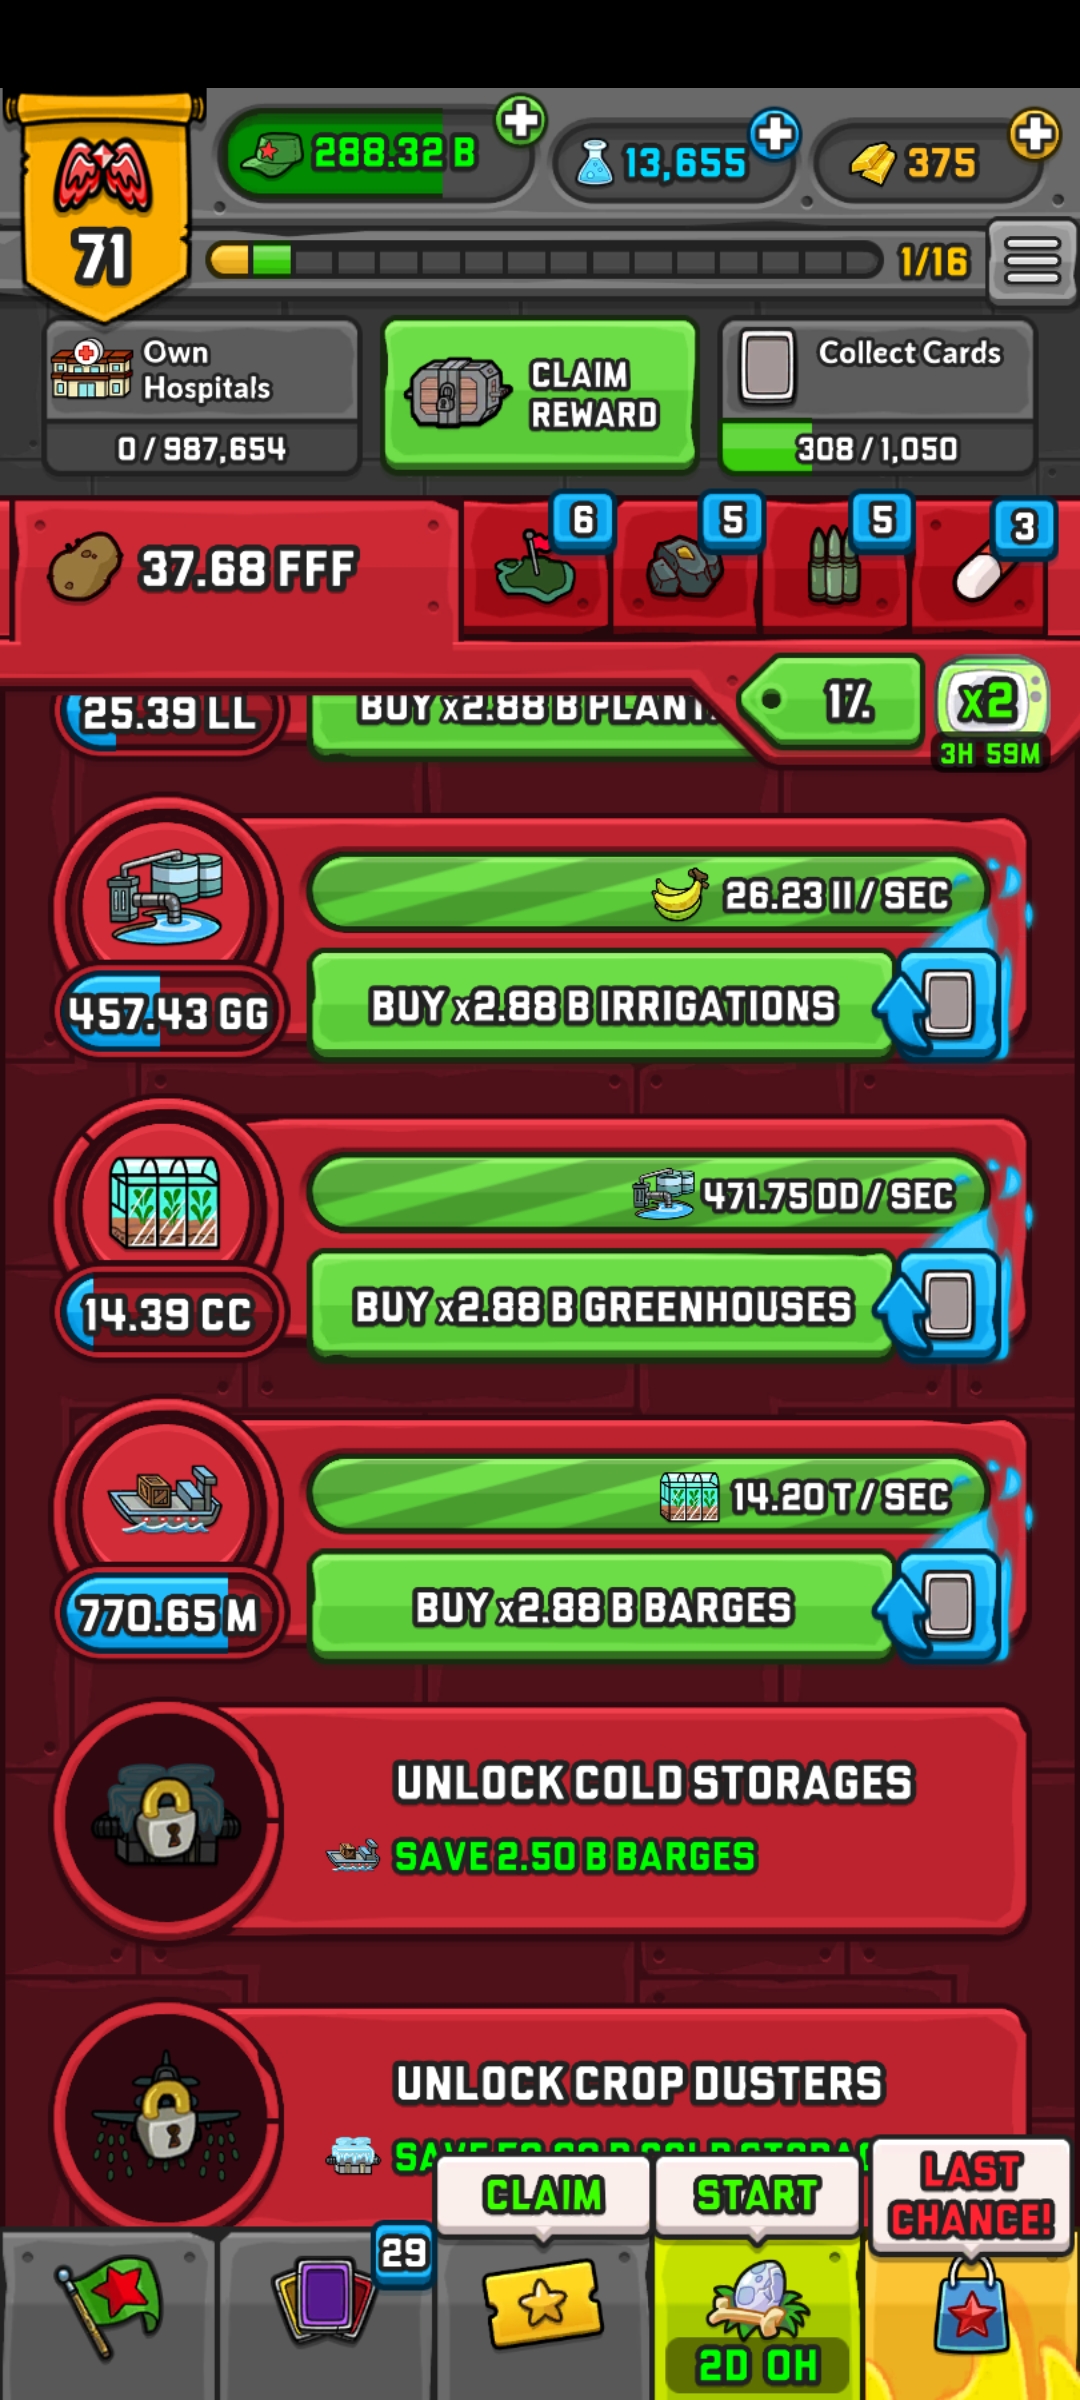 288.32 B
13,655
375
71
1/16
Own
Hospitals
0 / 987,654
CLAIM
REWARD
Collect Cards
308 / 1,050
37.68 FFF
6
5
5
3
25.39 LL
BUY x2.88 B
1%
x2
3H 59M
26.23 II / SEC
457.43 GG
BUY x2.88 B IRRIGATIONS
471.75 DD / SEC
14.39 CC
BUY x2.88 B GREENHOUSES
14.20 T / SEC
770.65 M
BUY x2.88 B BARGES
UNLOCK COLD STORAGES
SAVE 2.50 B BARGES
UNLOCK CROP DUSTERS
CLAIM
START
LAST
CHANCE!
29
2D 0H